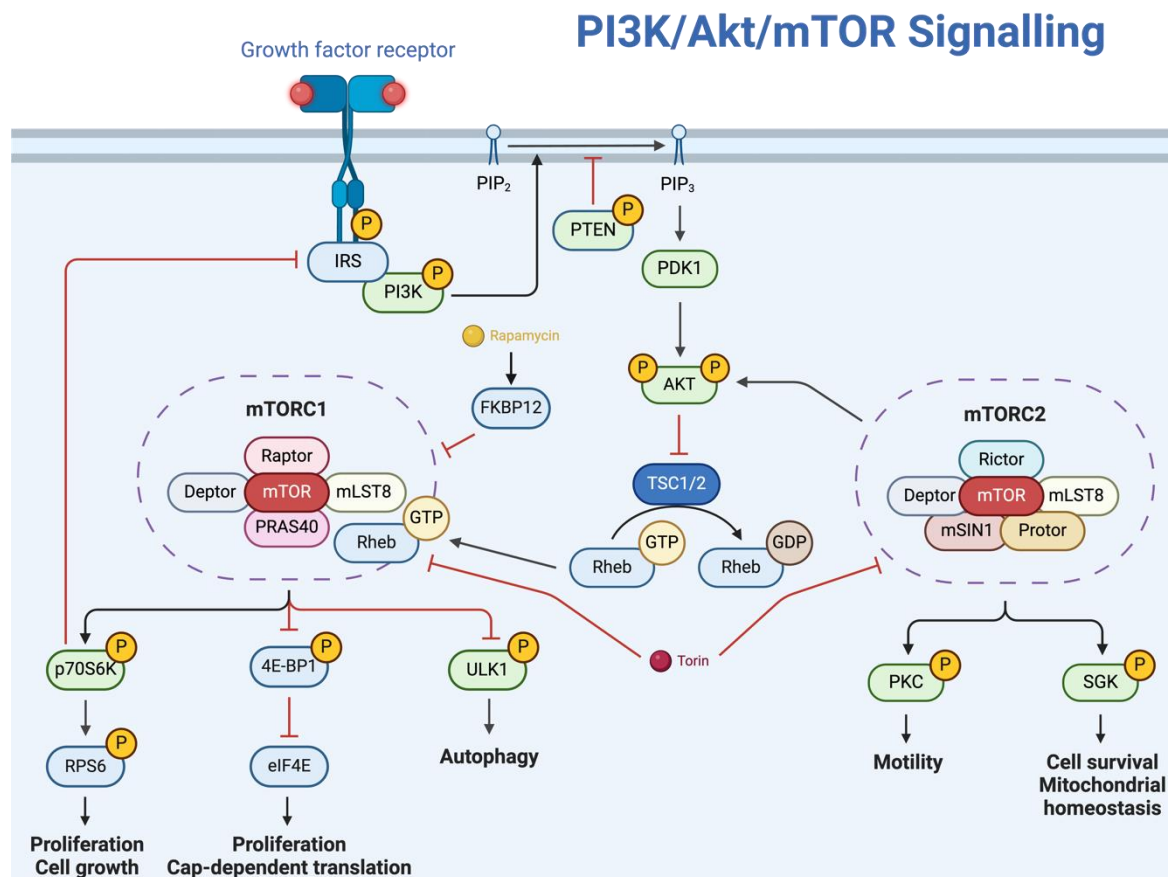 PI3K/Akt/mTOR Signalling
Growth factor receptor
PIP₂
PIP₃
P
PTEN
P
IRS
P
PI3K
PDK1
Rapamycin
P
P
AKT
FKBP12
mTORC1
Raptor
Deptor
mTOR
mLST8
PRAS40
GTP
Rheb
TSC1/2
GTP
Rheb
GDP
Rheb
mTORC2
Rictor
Deptor
mTOR
mLST8
mSIN1
Protor
P
p70S6K
P
4E-BP1
P
ULK1
Torin
P
PKC
P
SGK
P
RPS6
eIF4E
Autophagy
Motility
Cell survival
Mitochondrial
homeostasis
Proliferation
Cell growth
Proliferation
Cap-dependent translation